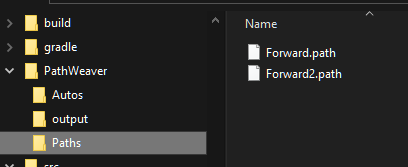 build
gradle
PathWeaver
Autos
output
Paths
Name
Forward.path
Forward2.path